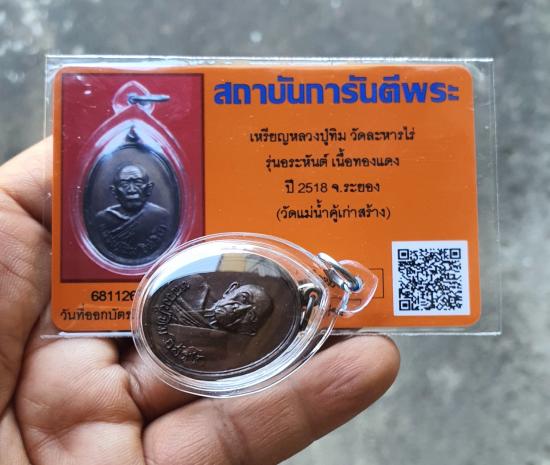 สถาบันการันตีพระ
เหรียญหลวงปู่ทิม วัดละหารไร่
รุ่นอระหันต์ เนื้อทองแดง
ปี 2518 จ.ระยอง
(วัดแม่น้ำคู้เก่าสร้าง)
681126
วันที่ออกบัตร